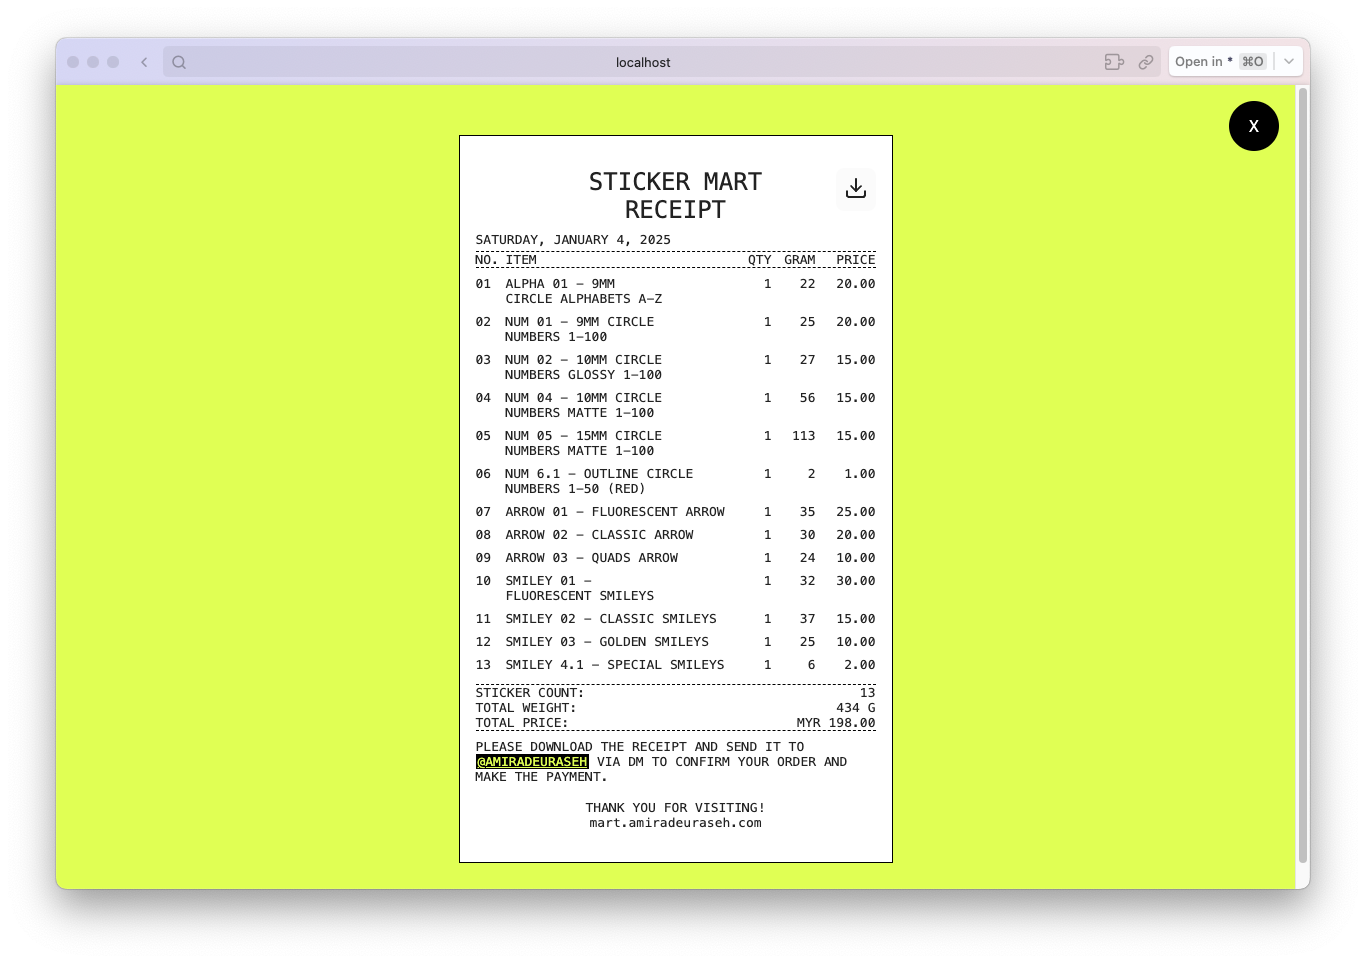 localhost
Open in * ⌘O
X
STICKER MART
RECEIPT
SATURDAY, JANUARY 4, 2025
NO. ITEM QTY GRAM PRICE
01 ALPHA 01 – 9MM 1 22 20.00
CIRCLE ALPHABETS A–Z
02 NUM 01 – 9MM CIRCLE 1 25 20.00
NUMBERS 1–100
03 NUM 02 – 10MM CIRCLE 1 27 15.00
NUMBERS GLOSSY 1–100
04 NUM 04 – 10MM CIRCLE 1 56 15.00
NUMBERS MATTE 1–100
05 NUM 05 – 15MM CIRCLE 1 113 15.00
NUMBERS MATTE 1–100
06 NUM 6.1 – OUTLINE CIRCLE 1 2 1.00
NUMBERS 1–50 (RED)
07 ARROW 01 – FLUORESCENT ARROW 1 35 25.00
08 ARROW 02 – CLASSIC ARROW 1 30 20.00
09 ARROW 03 – QUADS ARROW 1 24 10.00
10 SMILEY 01 – 1 32 30.00
FLUORESCENT SMILEYS
11 SMILEY 02 – CLASSIC SMILEYS 1 37 15.00
12 SMILEY 03 – GOLDEN SMILEYS 1 25 10.00
13 SMILEY 4.1 – SPECIAL SMILEYS 1 6 2.00
STICKER COUNT: 13
TOTAL WEIGHT: 434 G
TOTAL PRICE: MYR 198.00
PLEASE DOWNLOAD THE RECEIPT AND SEND IT TO
@AMIRADEURASEH VIA DM TO CONFIRM YOUR ORDER AND
MAKE THE PAYMENT.
THANK YOU FOR VISITING!
mart.amiradeuraseh.com